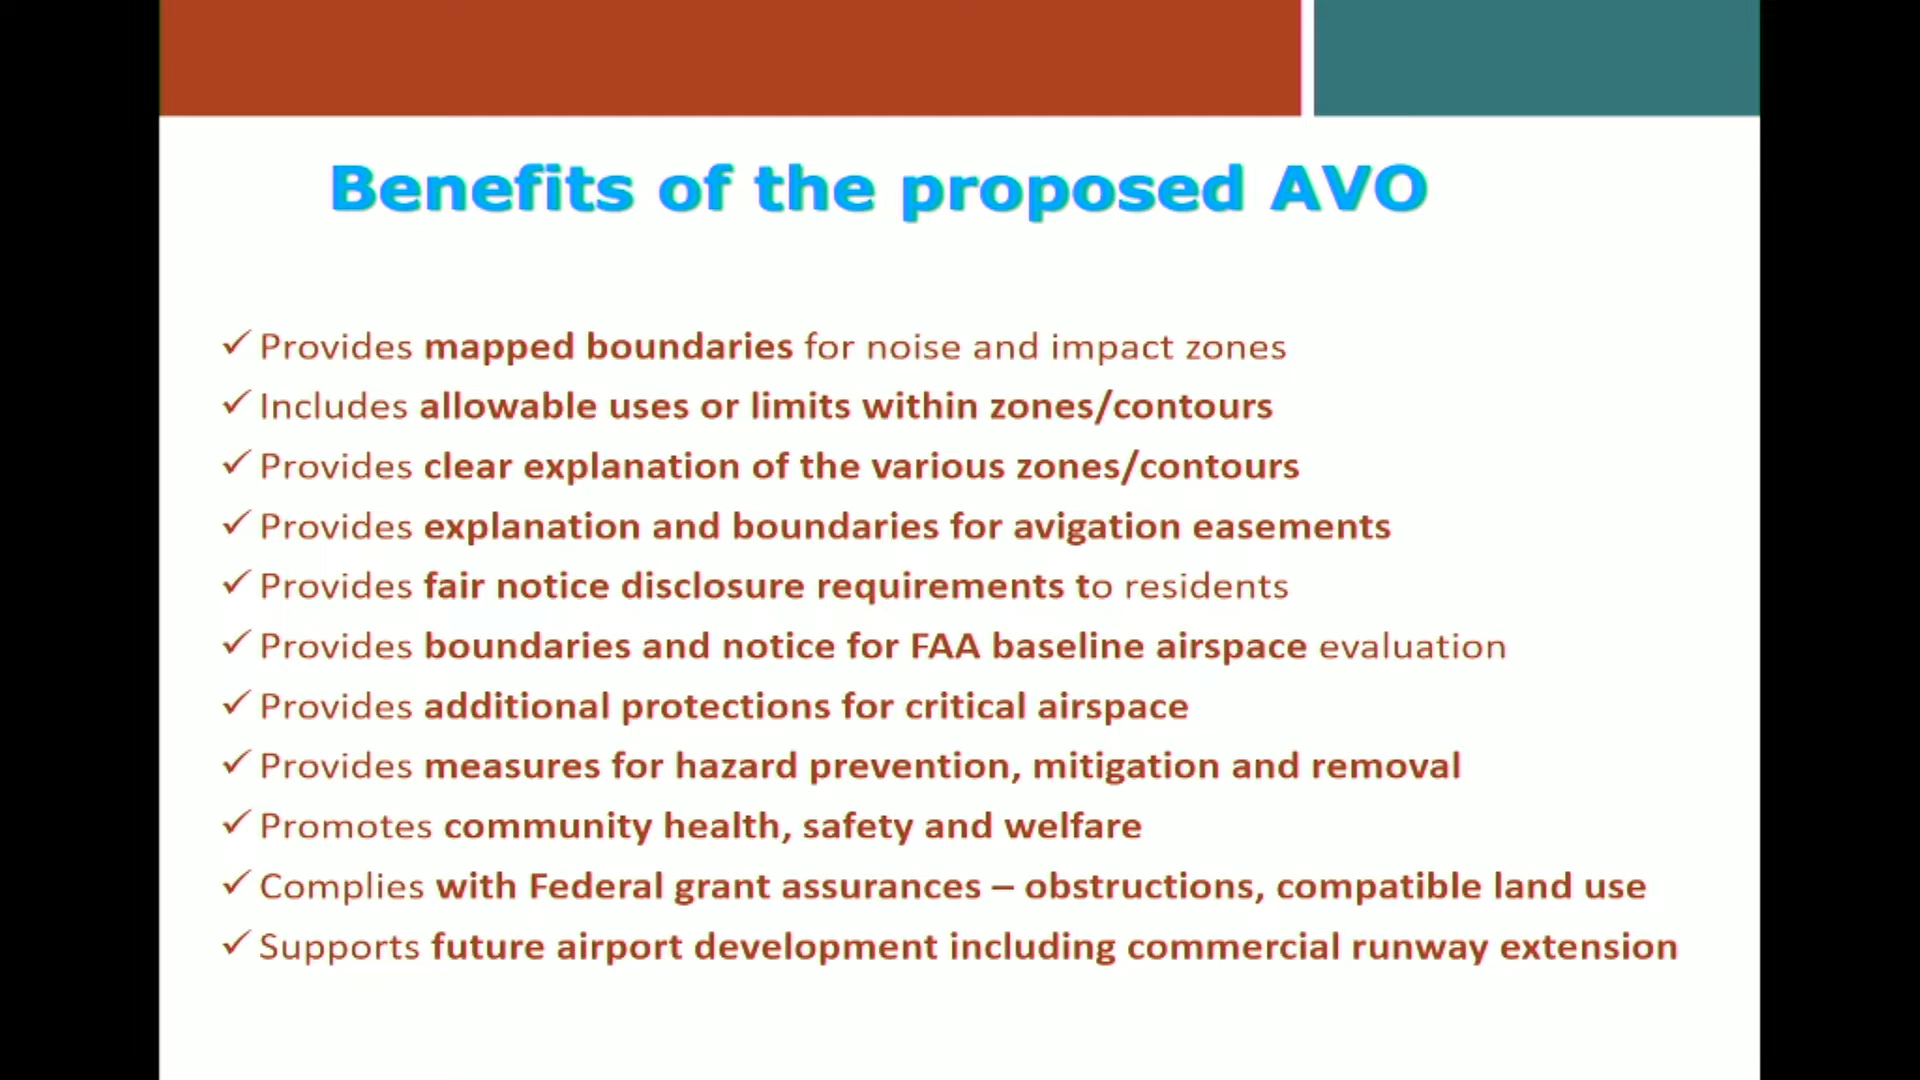 Benefits of the proposed AVO
✓ Provides mapped boundaries for noise and impact zones
✓ Includes allowable uses or limits within zones/contours
✓ Provides clear explanation of the various zones/contours
✓ Provides explanation and boundaries for avigation easements
✓ Provides fair notice disclosure requirements to residents
✓ Provides boundaries and notice for FAA baseline airspace evaluation
✓ Provides additional protections for critical airspace
✓ Provides measures for hazard prevention, mitigation and removal
✓ Promotes community health, safety and welfare
✓ Complies with Federal grant assurances – obstructions, compatible land use
✓ Supports future airport development including commercial runway extension